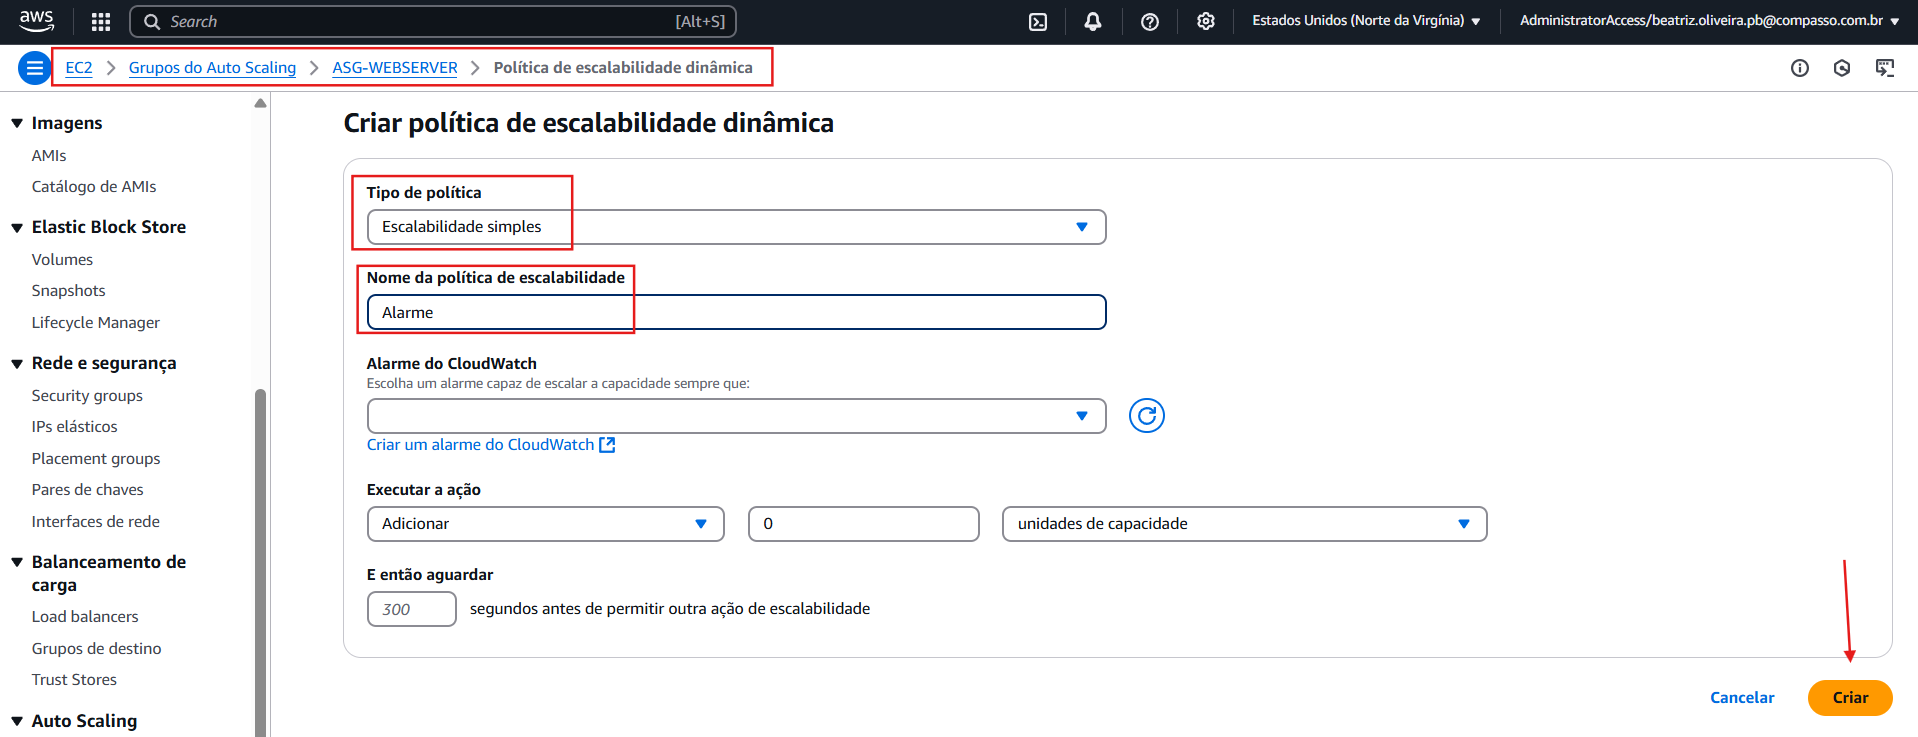 aws
Search [Alt+S]
Estados Unidos (Norte da Virgínia)
AdministratorAccess/beatriz.oliveira.pb@compasso.com.br
EC2 > Grupos do Auto Scaling > ASG-WEBSERVER > Política de escalabilidade dinâmica
Imagens
AMIs
Catálogo de AMIs
Elastic Block Store
Volumes
Snapshots
Lifecycle Manager
Rede e segurança
Security groups
IPs elásticos
Placement groups
Pares de chaves
Interfaces de rede
Balanceamento de
carga
Load balancers
Grupos de destino
Trust Stores
Auto Scaling
Criar política de escalabilidade dinâmica
Tipo de política
Escalabilidade simples
Nome da política de escalabilidade
Alarme
Alarme do CloudWatch
Escolha um alarme capaz de escalar a capacidade sempre que:
Criar um alarme do CloudWatch
Executar a ação
Adicionar 0 unidades de capacidade
E então aguardar
300 segundos antes de permitir outra ação de escalabilidade
Cancelar Criar